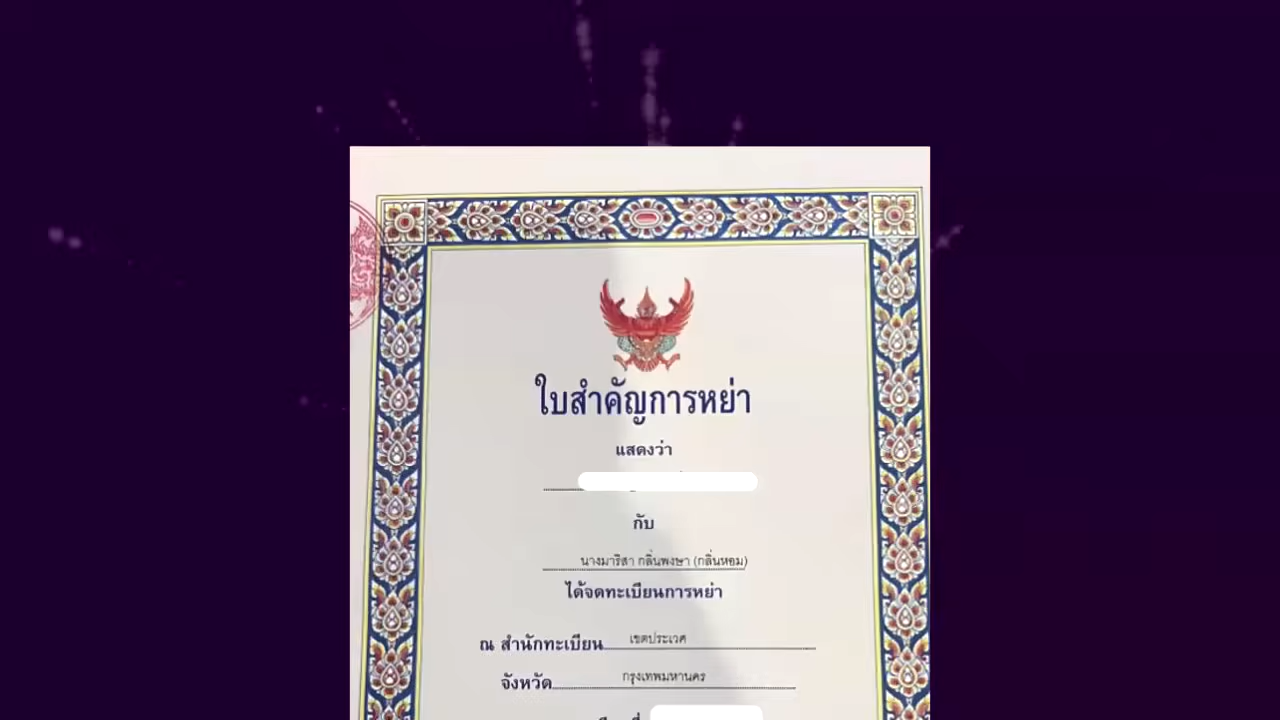 ใบสำคัญการหย่า
แสดงว่า
กับ
นางมาริสา กลิ่นพงษา (กลิ่นหอม)
ได้จดทะเบียนการหย่า
ณ สำนักทะเบียน เขตประเวศ
จังหวัด กรุงเทพมหานคร